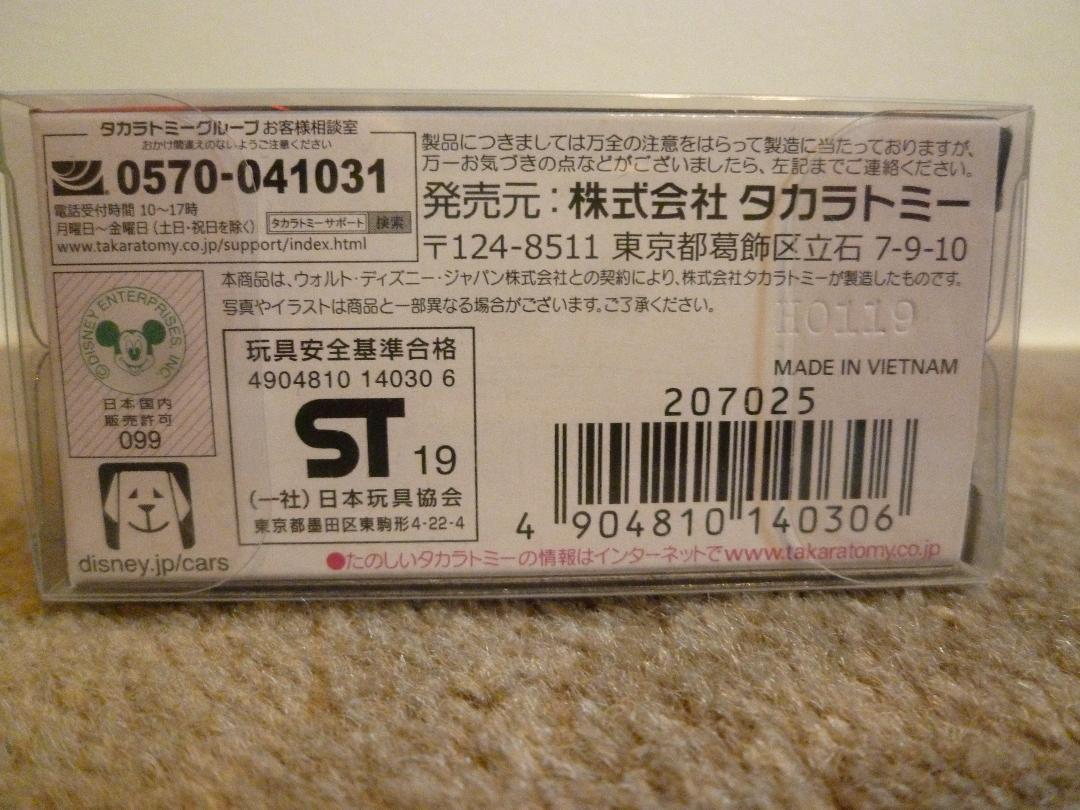 タカラトミーグループ お客様相談室
おかけ間違えのないようご注意ください
0570-041031
電話受付時間 10〜17時
月曜日〜金曜日(土日・祝日を除く)
タカラトミーサポート 検索
www.takaratomy.co.jp/support/index.html
製品につきましては万全の注意をはらって製造に当たっておりますが、
万一お気づきの点などがございましたら、左記までご連絡ください。
発売元:株式会社 タカラトミー
〒124-8511 東京都葛飾区立石 7-9-10
本商品は、ウォルト・ディズニー・ジャパン株式会社との契約により、株式会社タカラトミーが製造したものです。
写真やイラストは商品と一部異なる場合がございます。ご了承ください。
©DISNEY ENTERPRISES, INC.
日本国内
販売許可
099
disney.jp/cars
玩具安全基準合格
4904810 14030 6
ST 19
(一社)日本玩具協会
東京都墨田区東駒形4-22-4
H0119
MADE IN VIETNAM
207025
4 904810 140306
●たのしいタカラトミーの情報はインターネットでwww.takaratomy.co.jp